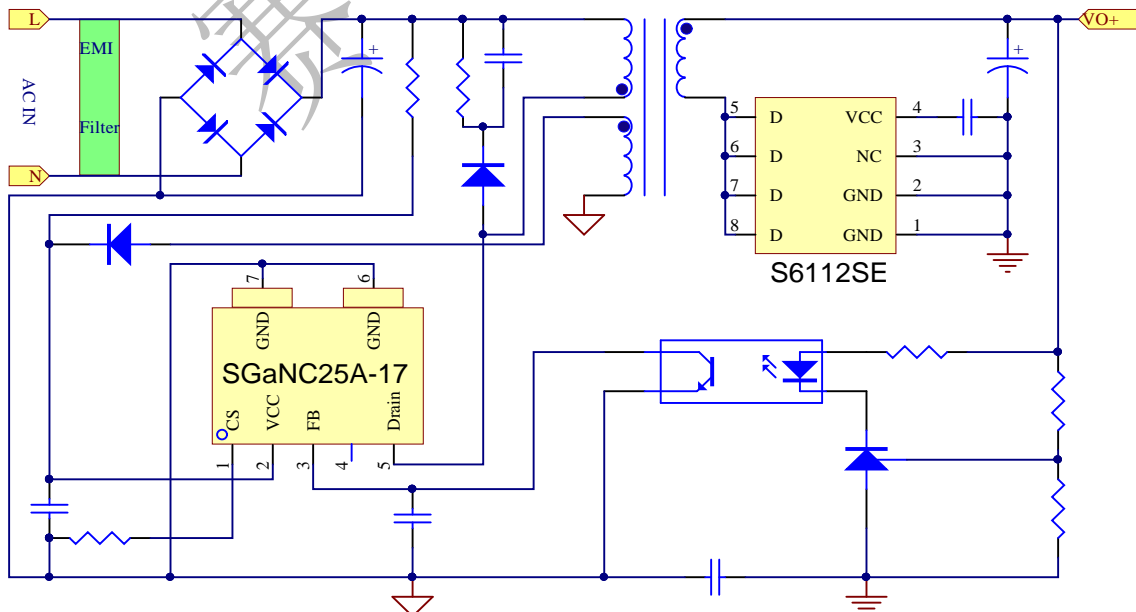 赛
L
EMI
VO+
AC IN
Filter
N
5 D VCC 4
6 D NC 3
7 D GND 2
8 D GND 1
S6112SE
7 6
GND GND
SGaNC25A-17
CS VCC FB Drain
1 2 3 4 5
+
+